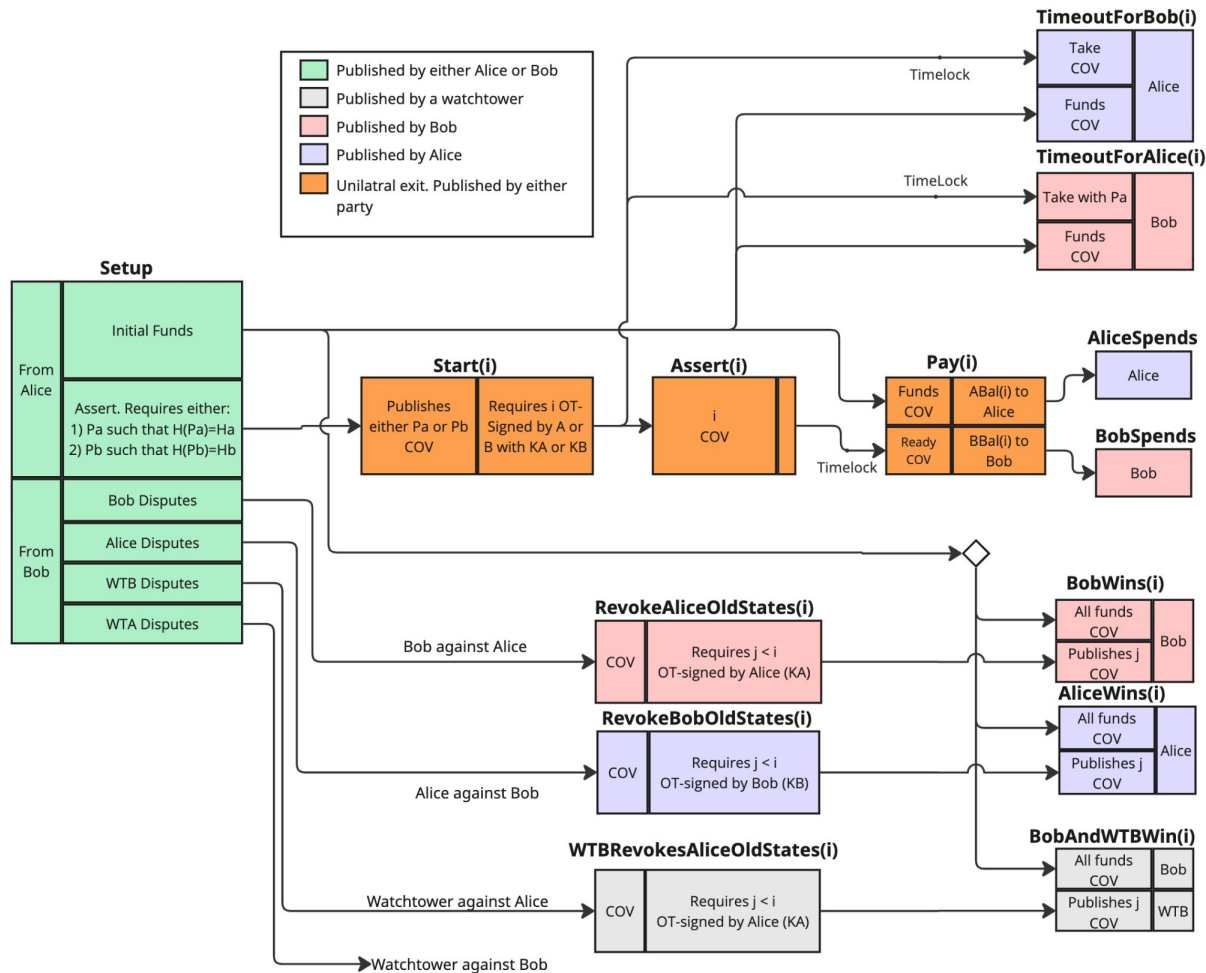 TimeoutForBob(i)
Take
COV
Alice
Funds
COV
Timelock
Published by either Alice or Bob
Published by a watchtower
Published by Bob
Published by Alice
Unilatral exit. Published by either
party
TimeoutForAlice(i)
TimeLock
Take with Pa
Bob
Funds
COV
Setup
From
Alice
Initial Funds
Assert. Requires either:
1) Pa such that H(Pa)=Ha
2) Pb such that H(Pb)=Hb
From
Bob
Bob Disputes
Alice Disputes
WTB Disputes
WTA Disputes
Start(i)
Publishes
either Pa or Pb
COV
Requires i OT-
Signed by A or
B with KA or KB
Assert(i)
i
COV
Timelock
Pay(i)
Funds
COV
ABal(i) to
Alice
Ready
COV
BBal(i) to
Bob
AliceSpends
Alice
BobSpends
Bob
Bob against Alice
RevokeAliceOldStates(i)
COV
Requires j < i
OT-signed by Alice (KA)
BobWins(i)
All funds
COV
Bob
Publishes j
COV
Alice against Bob
RevokeBobOldStates(i)
COV
Requires j < i
OT-signed by Bob (KB)
AliceWins(i)
All funds
COV
Alice
Publishes j
COV
Watchtower against Alice
WTBRevokesAliceOldStates(i)
COV
Requires j < i
OT-signed by Alice (KA)
BobAndWTBWin(i)
All funds
COV
Bob
Publishes j
COV
WTB
Watchtower against Bob